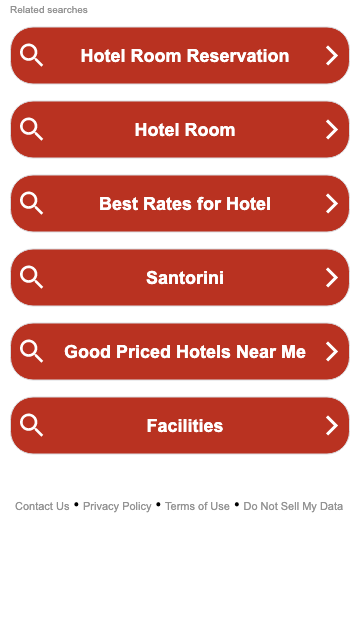 Related searches
Hotel Room Reservation
Hotel Room
Best Rates for Hotel
Santorini
Good Priced Hotels Near Me
Facilities
Contact Us • Privacy Policy • Terms of Use • Do Not Sell My Data